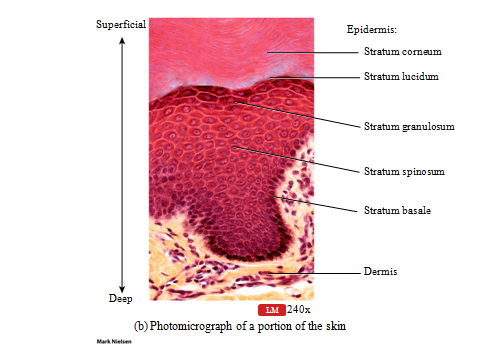 Superficial
Epidermis:
Stratum corneum
Stratum lucidum
Stratum granulosum
Stratum spinosum
Stratum basale
Dermis
Deep
LM 240x
(b) Photomicrograph of a portion of the skin
Mark Nielsen